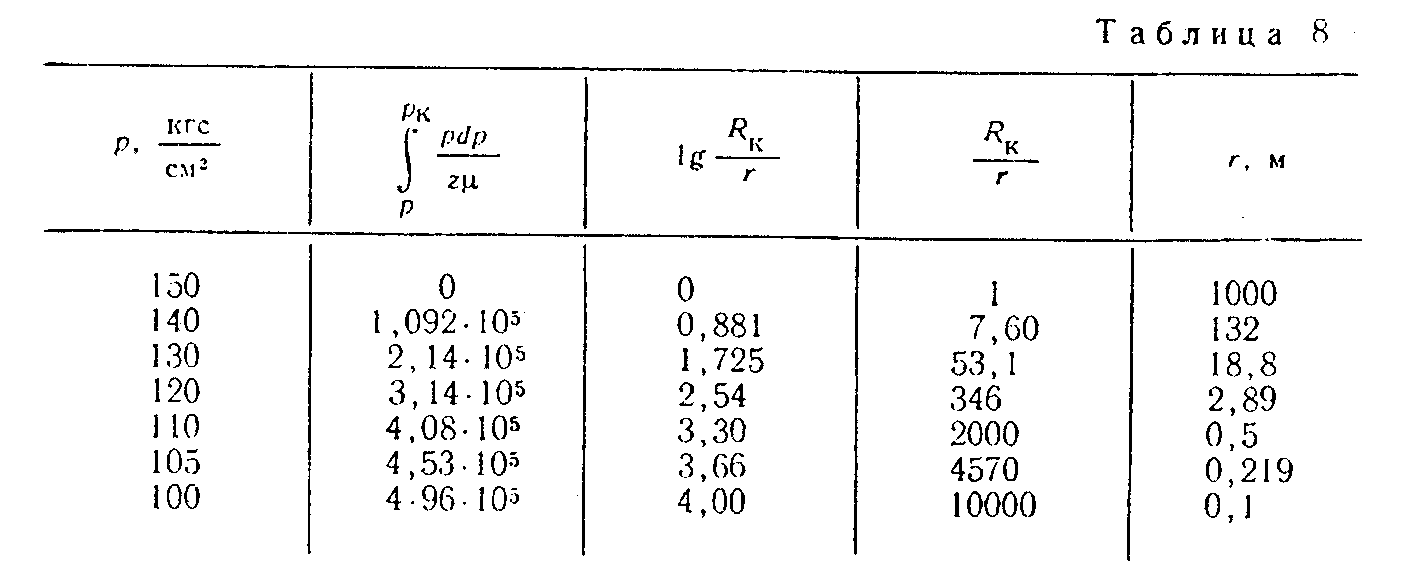 Таблица 8
p, кгс/см² | ∫ₚ^pк pdp/zμ | lg Rк/r | Rк/r | r, м
150 | 0 | 0 | 1 | 1000
140 | 1,092·10⁵ | 0,881 | 7,60 | 132
130 | 2,14·10⁵ | 1,725 | 53,1 | 18,8
120 | 3,14·10⁵ | 2,54 | 346 | 2,89
110 | 4,08·10⁵ | 3,30 | 2000 | 0,5
105 | 4,53·10⁵ | 3,66 | 4570 | 0,219
100 | 4·96·10⁵ | 4,00 | 10000 | 0,1